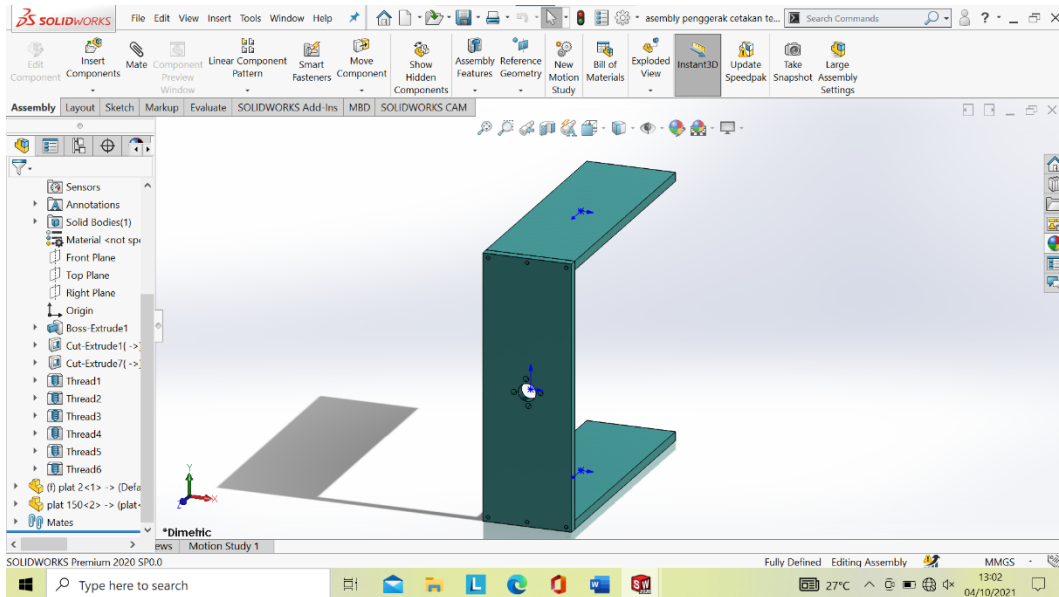 SOLIDWORKS File Edit View Insert Tools Window Help asembly penggerak cetakan te... Search Commands
Edit Component
Insert Components
Mate
Component Preview Window
Linear Component Pattern
Smart Fasteners
Move Component
Show Hidden Components
Assembly Features
Reference Geometry
New Motion Study
Bill of Materials
Exploded View
Instant3D
Update Speedpak
Take Snapshot
Large Assembly Settings
Assembly Layout Sketch Markup Evaluate SOLIDWORKS Add-Ins MBD SOLIDWORKS CAM
Sensors
Annotations
Solid Bodies(1)
Material <not spe
Front Plane
Top Plane
Right Plane
Origin
Boss-Extrude1
Cut-Extrude1( ->)
Cut-Extrude7( ->)
Thread1
Thread2
Thread3
Thread4
Thread5
Thread6
(f) plat 2<1> -> (Defa
plat 150<2> -> (plat
Mates
Y
X
Z
*Dimetric
ews Motion Study 1
SOLIDWORKS Premium 2020 SP0.0 Fully Defined Editing Assembly MMGS
Type here to search L W SW 27°C 13:02
04/10/2021